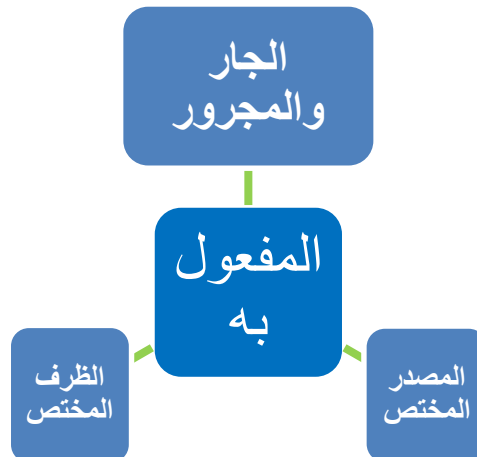 الجار
والمجرور
المفعول
به
المصدر
المختص
الظرف
المختص